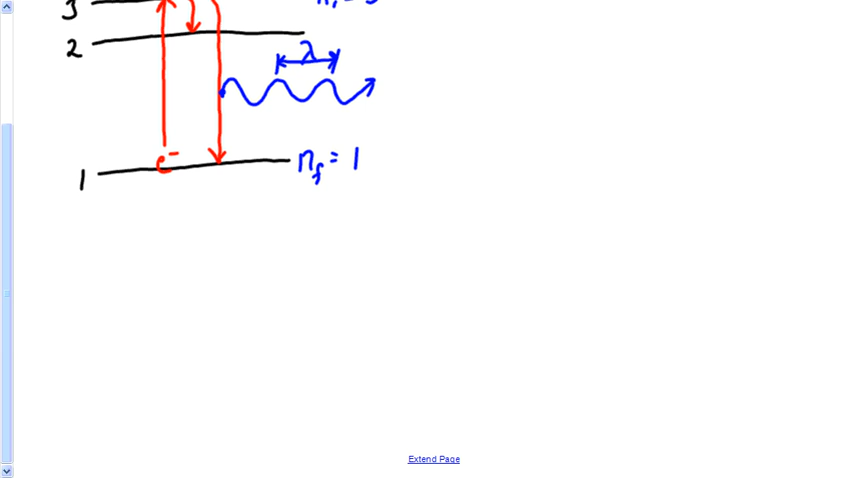 3
2
λ
e⁻
1
n_f = 1
Extend Page